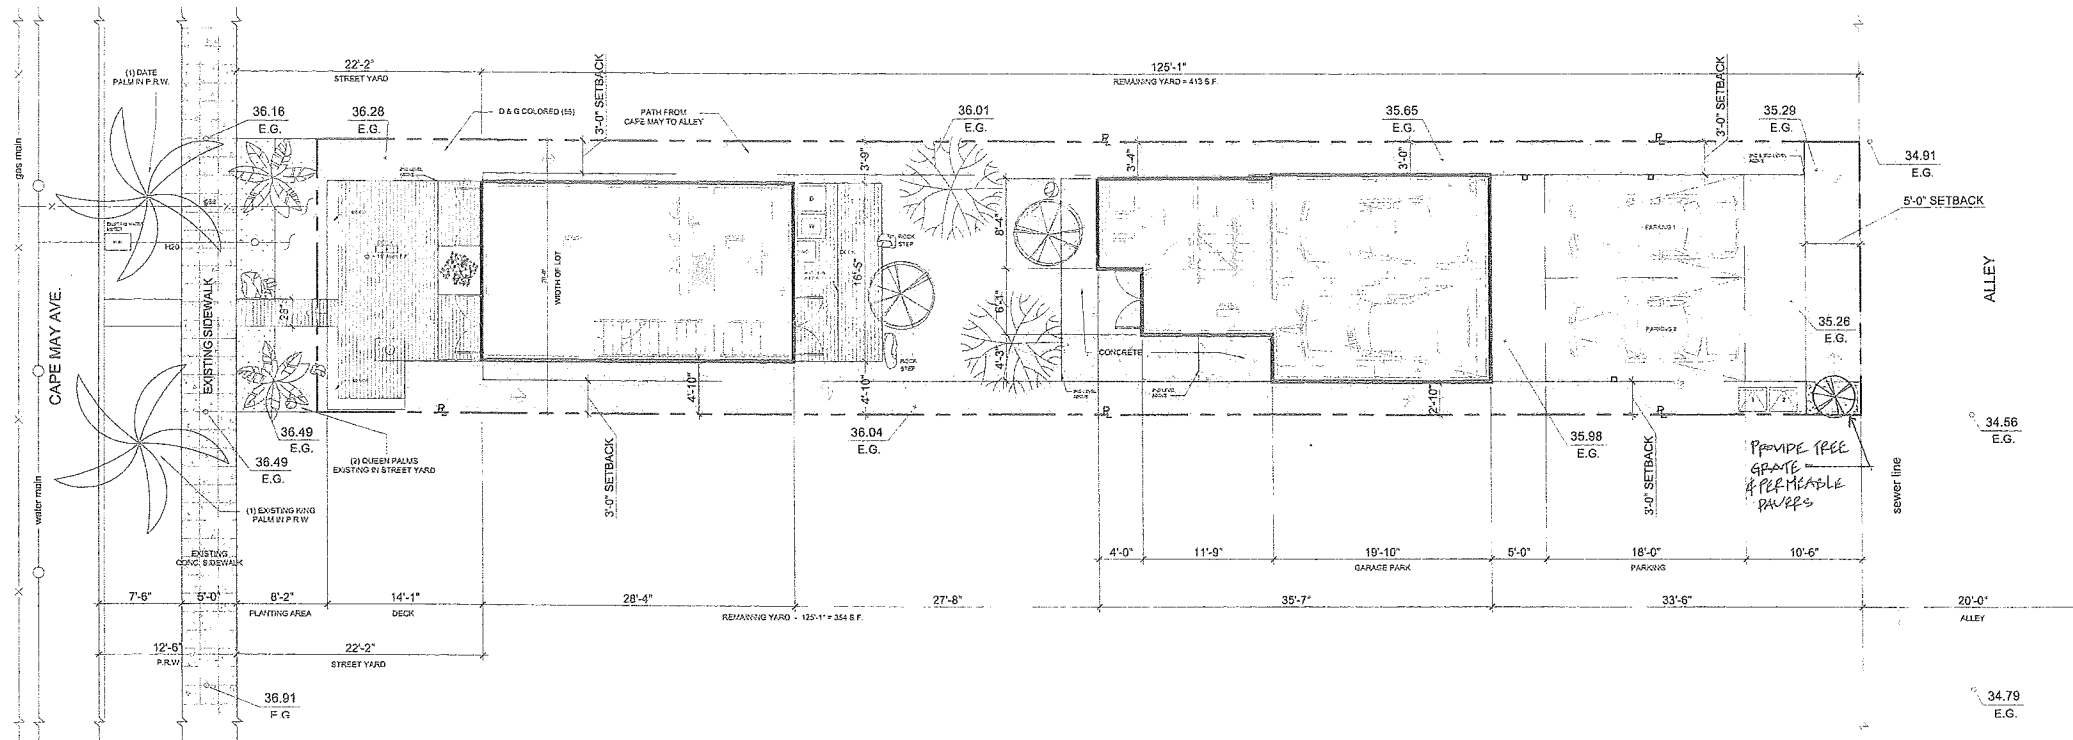 22'-2"
STREET YARD
125'-1"
REMAINING YARD = 413 S.F.
(1) DATE
PALM IN P.R.W.
gas main
water main
CAPE MAY AVE.
EXISTING SIDEWALK
36.16
E.G.
36.28
E.G.
D & G COLORED (55)
3'-0" SETBACK
PATH FROM
CAPE MAY TO ALLEY
36.01
E.G.
35.65
E.G.
3'-0" SETBACK
35.29
E.G.
34.91
E.G.
5'-0" SETBACK
3'-9"
3'-4"
3'-0"
H20
WIDTH OF LOT
16'-5"
ROCK
STEP
ROCK
STEP
8'-4"
6'-1"
4'-3"
CONCRETE
PARKING 1
PARKING 2
35.26
E.G.
ALLEY
4'-10"
4'-10"
2'-10"
36.49
E.G.
36.49
E.G.
(2) QUEEN PALMS
EXISTING IN STREET YARD
(1) EXISTING KING
PALM IN P.R.W
3'-0" SETBACK
36.04
E.G.
35.98
E.G.
3'-0" SETBACK
PROVIDE TREE
GRATE
& PERMEABLE
PAVERS
sewer line
34.56
E.G.
EXISTING
CONC. SIDEWALK
4'-0"
11'-9"
19'-10"
5'-0"
18'-0"
10'-6"
GARAGE PARK
PARKING
7'-6"
5'-0"
8'-2"
14'-1"
28'-4"
27'-8"
35'-7"
33'-6"
20'-0"
PLANTING AREA
DECK
REMAINING YARD - 125'-1" = 354 S.F.
ALLEY
12'-6"
P.R.W
22'-2"
STREET YARD
36.91
E.G
34.79
E.G.